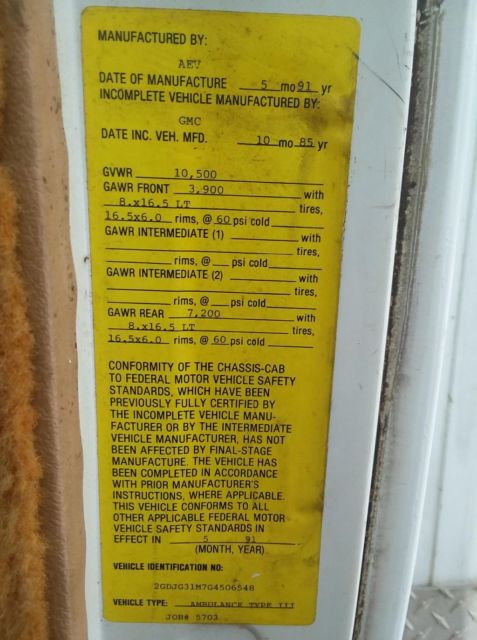 MANUFACTURED BY:
AEV
DATE OF MANUFACTURE 5 mo 91 yr
INCOMPLETE VEHICLE MANUFACTURED BY:
GMC
DATE INC. VEH. MFD. 10 mo 85 yr
GVWR 10,500
GAWR FRONT 3,900 with
8.x16.5 LT tires,
16.5x6.0 rims, @ 60 psi cold
GAWR INTERMEDIATE (1) with
tires,
rims, @ psi cold
GAWR INTERMEDIATE (2) with
tires,
rims, @ psi cold
GAWR REAR 7,200 with
8.x16.5 LT tires,
16.5x6.0 rims, @ 60 psi cold
CONFORMITY OF THE CHASSIS-CAB
TO FEDERAL MOTOR VEHICLE SAFETY
STANDARDS, WHICH HAVE BEEN
PREVIOUSLY FULLY CERTIFIED BY
THE INCOMPLETE VEHICLE MANU-
FACTURER OR BY THE INTERMEDIATE
VEHICLE MANUFACTURER, HAS NOT
BEEN AFFECTED BY FINAL-STAGE
MANUFACTURE. THE VEHICLE HAS
BEEN COMPLETED IN ACCORDANCE
WITH PRIOR MANUFACTURER'S
INSTRUCTIONS, WHERE APPLICABLE.
THIS VEHICLE CONFORMS TO ALL
OTHER APPLICABLE FEDERAL MOTOR
VEHICLE SAFETY STANDARDS IN
EFFECT IN 5 91
(MONTH, YEAR)
VEHICLE IDENTIFICATION NO:
2GDJG31M7G4506548
VEHICLE TYPE: AMBULANCE TYPE III
JOB# 5703